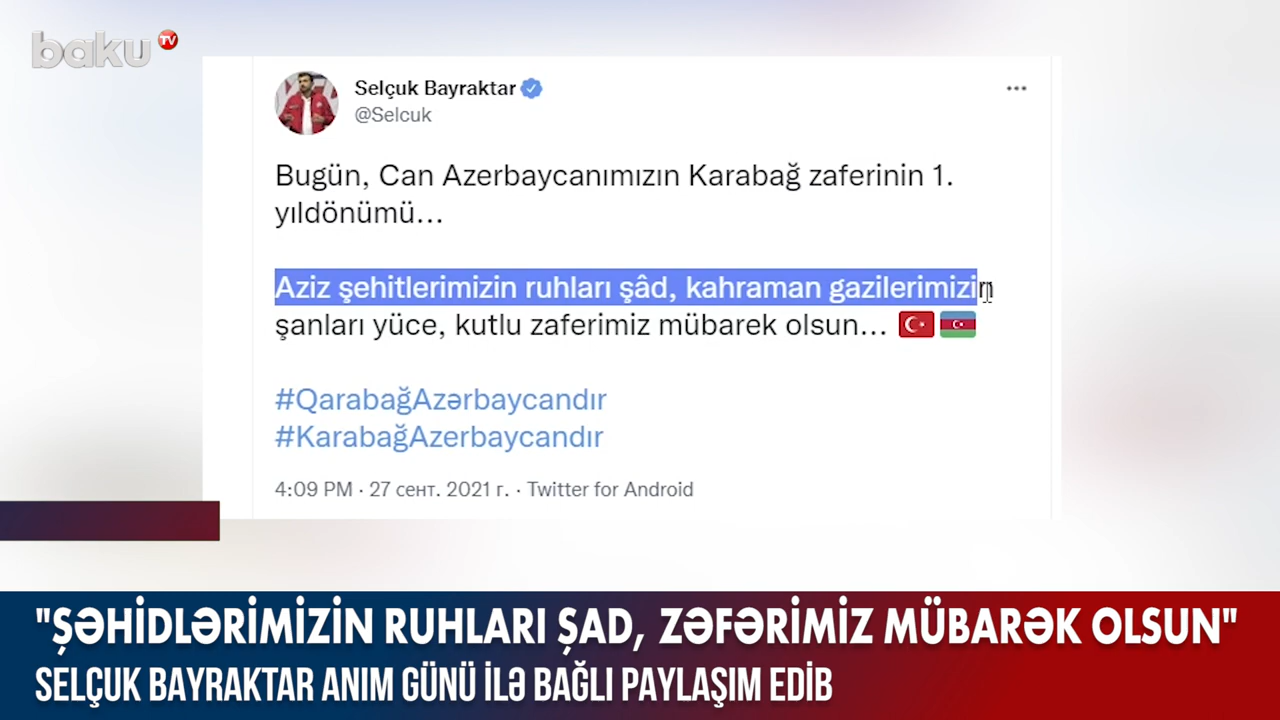 baku TV
Selçuk Bayraktar
@Selcuk
Bugün, Can Azerbaycanımızın Karabağ zaferinin 1.
yıldönümü...
Aziz şehitlerimizin ruhları şâd, kahraman gazilerimizin
şanları yüce, kutlu zaferimiz mübarek olsun...
#QarabağAzərbaycandır
#KarabağAzerbaycandır
4:09 PM · 27 сент. 2021 г. · Twitter for Android
"ŞƏHİDLƏRİMİZİN RUHLARI ŞAD, ZƏFƏRİMİZ MÜBARƏK OLSUN"
SELÇUK BAYRAKTAR ANIM GÜNÜ İLƏ BAĞLI PAYLAŞIM EDİB